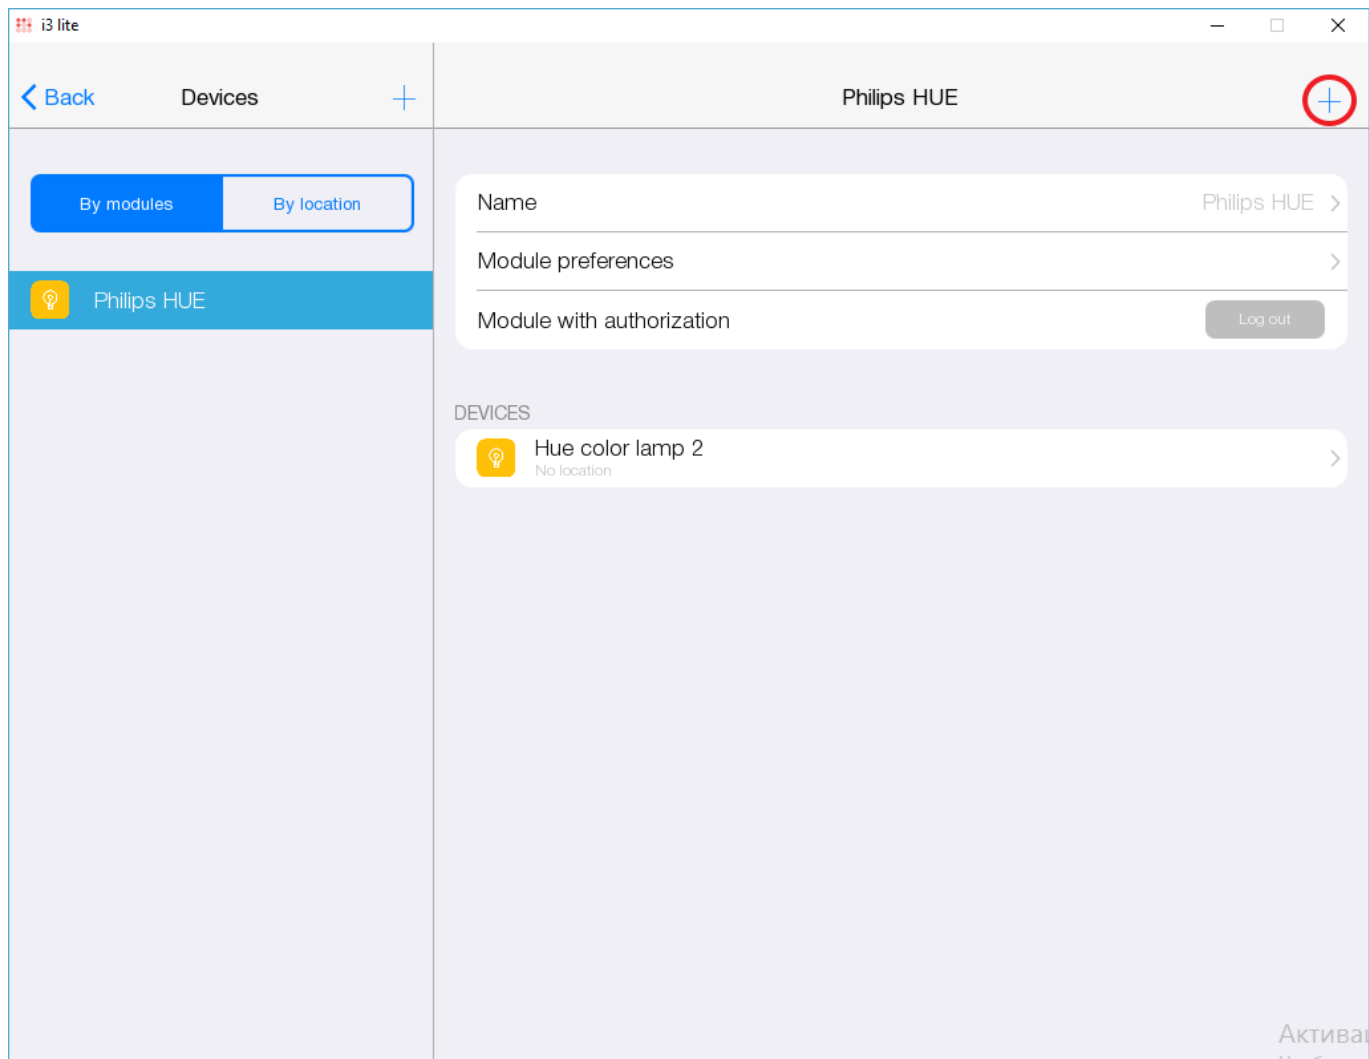 i3 lite
Back
Devices
Philips HUE
By modules
By location
Philips HUE
Name
Philips HUE
Module preferences
Module with authorization
Log out
DEVICES
Hue color lamp 2
No location